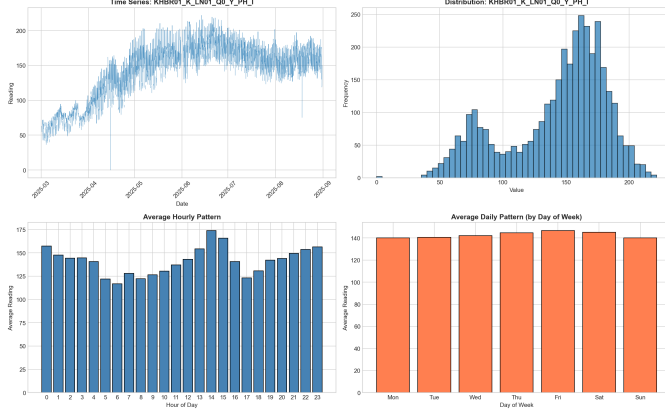 Time Series: KHBR01_K_LN01_Q0_Y_PH_I
Reading
200
150
100
50
0
2025-03
2025-04
2025-05
2025-06
2025-07
2025-08
2025-09
Date
Distribution: KHBR01_K_LN01_Q0_Y_PH_I
Frequency
250
200
150
100
50
0
0 50 100 150 200
Value
Average Hourly Pattern
Average Reading
175
150
125
100
75
50
25
0
0 1 2 3 4 5 6 7 8 9 10 11 12 13 14 15 16 17 18 19 20 21 22 23
Hour of Day
Average Daily Pattern (by Day of Week)
Average Reading
140
120
100
80
60
40
20
0
Mon Tue Wed Thu Fri Sat Sun
Day of Week